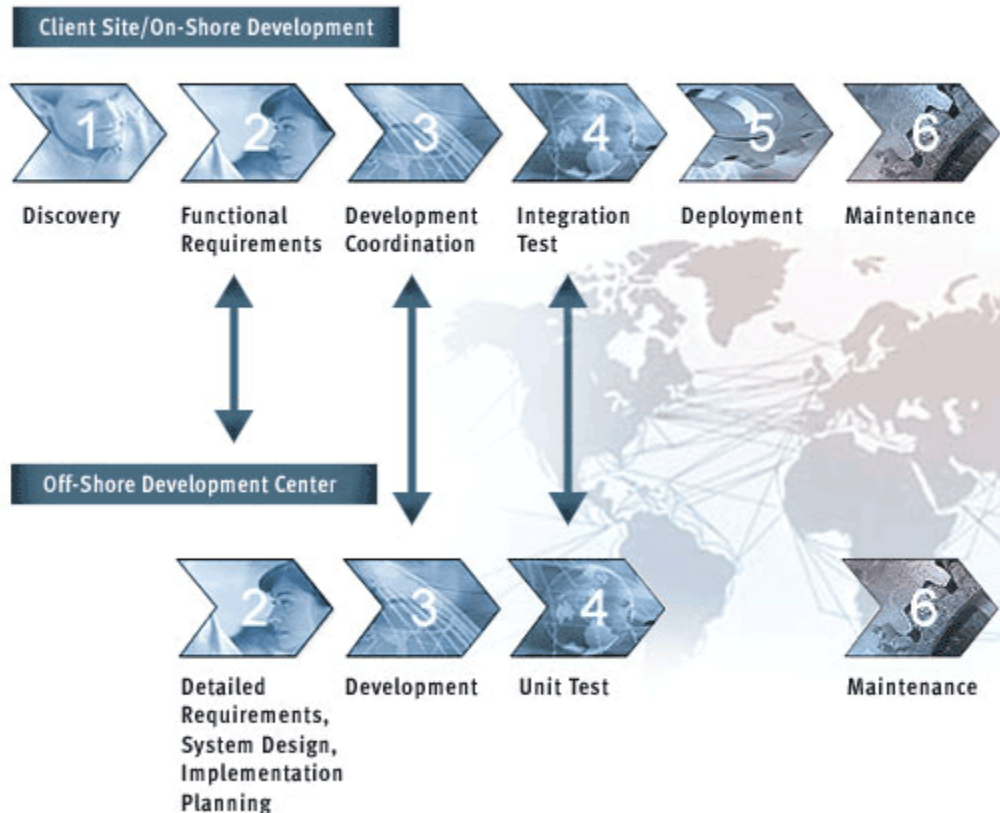 Client Site/On-Shore Development
1
2
3
4
5
6
Discovery
Functional
Requirements
Development
Coordination
Integration
Test
Deployment
Maintenance
Off-Shore Development Center
2
3
4
6
Detailed
Requirements,
System Design,
Implementation
Planning
Development
Unit Test
Maintenance